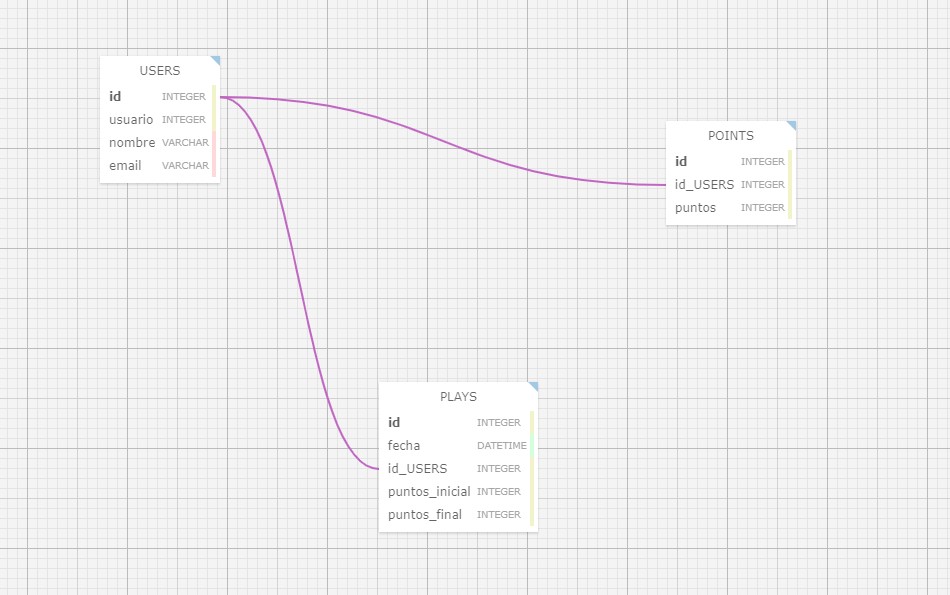 USERS
id INTEGER
usuario INTEGER
nombre VARCHAR
email VARCHAR
POINTS
id INTEGER
id_USERS INTEGER
puntos INTEGER
PLAYS
id INTEGER
fecha DATETIME
id_USERS INTEGER
puntos_inicial INTEGER
puntos_final INTEGER